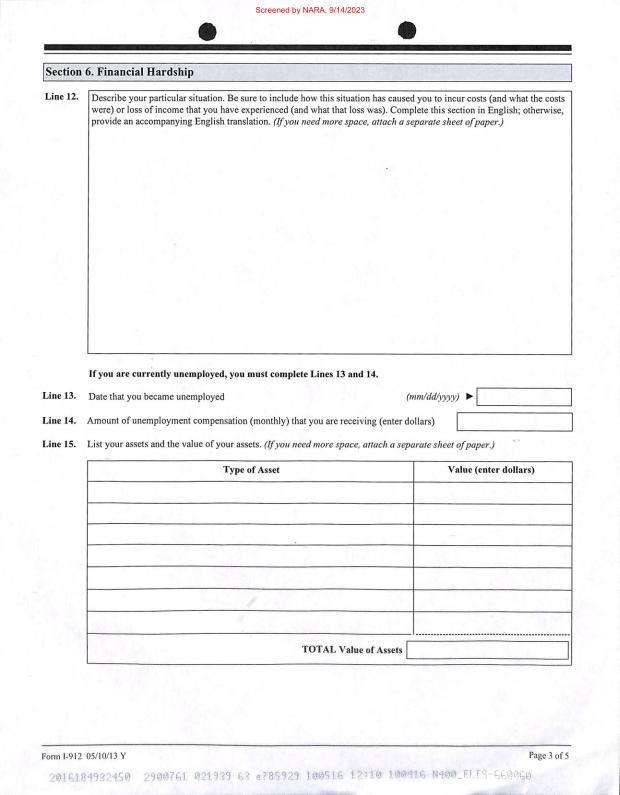 Screened by NARA, 9/14/2023
Section 6. Financial Hardship
Line 12. Describe your particular situation. Be sure to include how this situation has caused you to incur costs (and what the costs
were) or loss of income that you have experienced (and what that loss was). Complete this section in English; otherwise,
provide an accompanying English translation. (If you need more space, attach a separate sheet of paper.)
If you are currently unemployed, you must complete Lines 13 and 14.
Line 13. Date that you became unemployed (mm/dd/yyyy) ►
Line 14. Amount of unemployment compensation (monthly) that you are receiving (enter dollars)
Line 15. List your assets and the value of your assets. (If you need more space, attach a separate sheet of paper.)
Type of Asset Value (enter dollars)
TOTAL Value of Assets
Form I-912 05/10/13 Y Page 3 of 5
2016184932450 2900761 021939 63 e785929 100516 12:10 100416